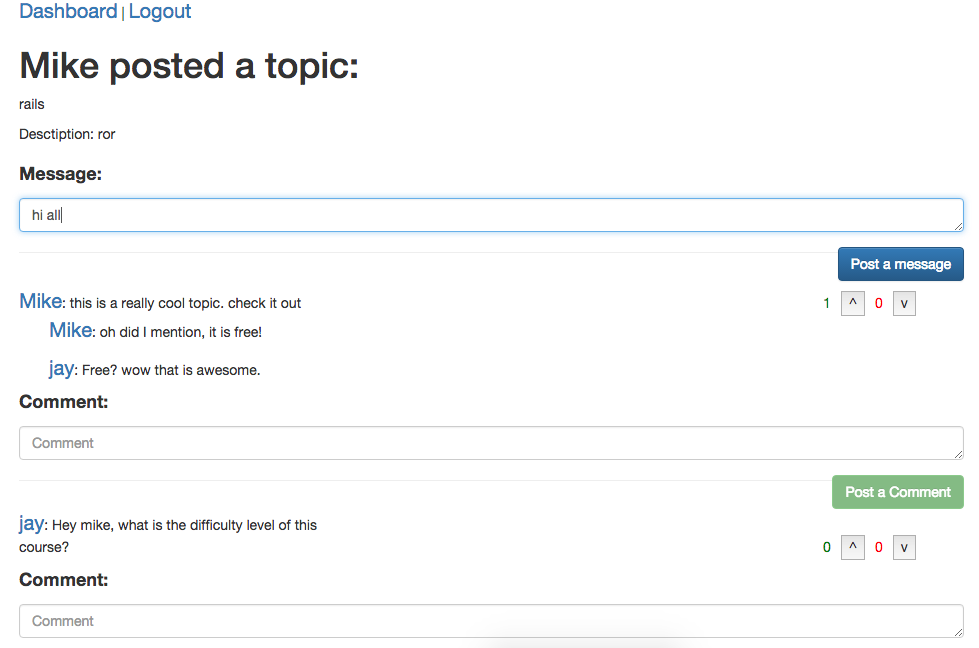 Dashboard | Logout
Mike posted a topic:
rails
Desctiption: ror
Message:
hi all
Post a message
Mike: this is a really cool topic. check it out 1 ^ 0 v
Mike: oh did I mention, it is free!
jay: Free? wow that is awesome.
Comment:
Comment
Post a Comment
jay: Hey mike, what is the difficulty level of this
course? 0 ^ 0 v
Comment:
Comment